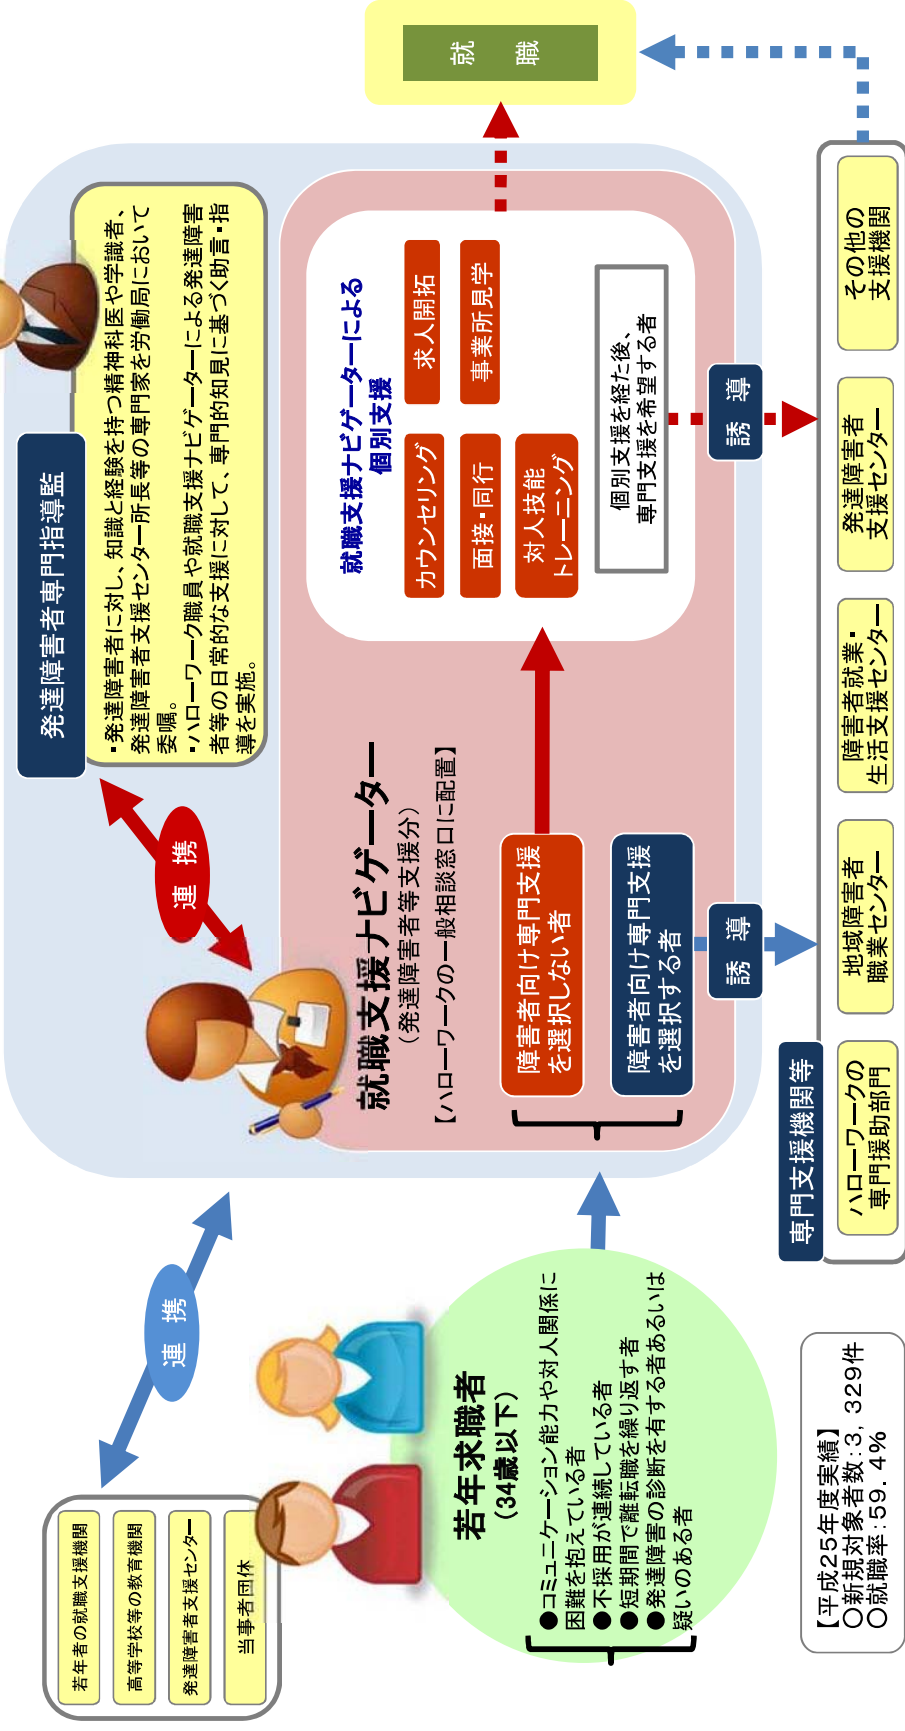 若年者の就職支援機関
高等学校等の教育機関
発達障害者支援センター
当事者団体
連　携
若年求職者
（34歳以下）
●コミュニケーション能力や対人関係に
困難を抱えている者
●不採用が連続している者
●短期間で離転職を繰り返す者
●発達障害の診断を有する者あるいは
疑いのある者
【平成25年度実績】
○新規対象者数：3，329件
○就職率：59．4％
発達障害者専門指導監
・発達障害者に対し、知識と経験を持つ精神科医や学識者、
発達障害者支援センター所長等の専門家を労働局において
委嘱。
・ハローワーク職員や就職支援ナビゲーターによる発達障害
者等の日常的な支援に対して、専門的知見に基づく助言・指
導を実施。
連　携
就職支援ナビゲーター
（発達障害者等支援分）
【ハローワークの一般相談窓口に配置】
障害者向け専門支援
を選択しない者
障害者向け専門支援
を選択する者
就職支援ナビゲーターによる
個別支援
カウンセリング
求人開拓
面接・同行
事業所見学
対人技能
トレーニング
個別支援を経た後、
専門支援を希望する者
就　職
誘　導
誘　導
専門支援機関等
ハローワークの
専門援助部門
地域障害者
職業センター
障害者就業・
生活支援センター
発達障害者
支援センター
その他の
支援機関